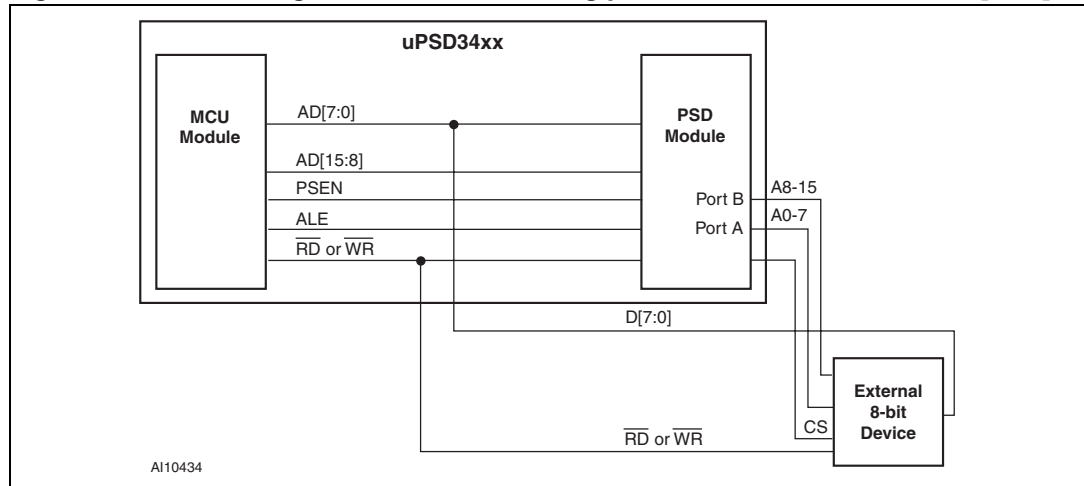 uPSD34xx
MCU
Module
PSD
Module
AD[7:0]
AD[15:8]
PSEN
ALE
RD or WR
Port B
Port A
A8-15
A0-7
D[7:0]
External
8-bit
Device
CS
RD or WR
AI10434